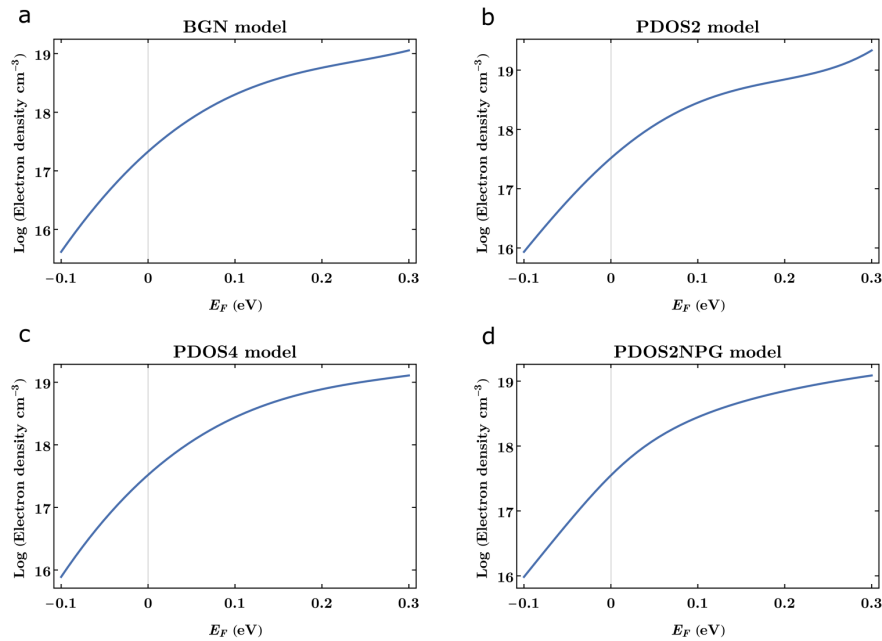 a
BGN model
Log (Electron density cm⁻³)
19
18
17
16
−0.1
0
0.1
0.2
0.3
E_F (eV)
b
PDOS2 model
Log (Electron density cm⁻³)
19
18
17
16
−0.1
0
0.1
0.2
0.3
E_F (eV)
c
PDOS4 model
Log (Electron density cm⁻³)
19
18
17
16
−0.1
0
0.1
0.2
0.3
E_F (eV)
d
PDOS2NPG model
Log (Electron density cm⁻³)
19
18
17
16
−0.1
0
0.1
0.2
0.3
E_F (eV)